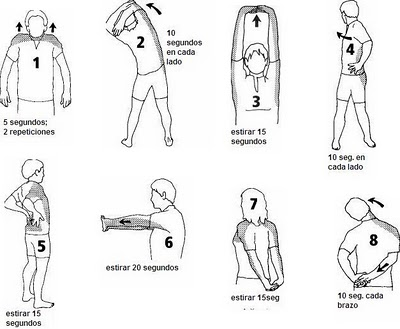 1
5 segundos;
2 repeticiones
2
10
segundos
en cada
lado
3
estirar 15
segundos
4
10 seg. en
cada lado
5
estirar 15
segundos
6
estirar 20 segundos
7
estirar 15seg
8
10 seg. cada
brazo